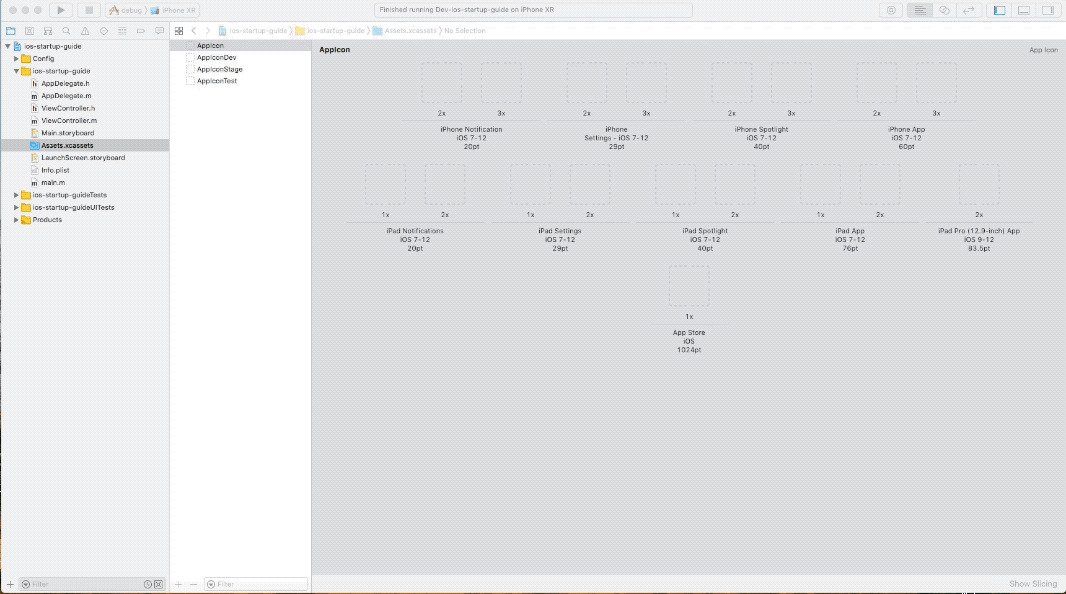 debug iPhone XR Finished running Dev-ios-startup-guide on iPhone XR
ios-startup-guide ios-startup-guide Assets.xcassets No Selection
ios-startup-guide
Config
ios-startup-guide
AppDelegate.h
AppDelegate.m
ViewController.h
ViewController.m
Main.storyboard
Assets.xcassets
LaunchScreen.storyboard
Info.plist
main.m
ios-startup-guideTests
ios-startup-guideUITests
Products
Filter
AppIcon
AppIconDev
AppIconStage
AppIconTest
Filter
AppIcon
App Icon
2x 3x 2x 3x 2x 3x 2x 3x
iPhone Notification
iOS 7-12
20pt
iPhone
Settings - iOS 7-12
29pt
iPhone Spotlight
iOS 7-12
40pt
iPhone App
iOS 7-12
60pt
1x 2x 1x 2x 1x 2x 1x 2x 2x
iPad Notifications
iOS 7-12
20pt
iPad Settings
iOS 7-12
29pt
iPad Spotlight
iOS 7-12
40pt
iPad App
iOS 7-12
76pt
iPad Pro (12.9-inch) App
iOS 9-12
83.5pt
1x
App Store
iOS
1024pt
Show Slicing